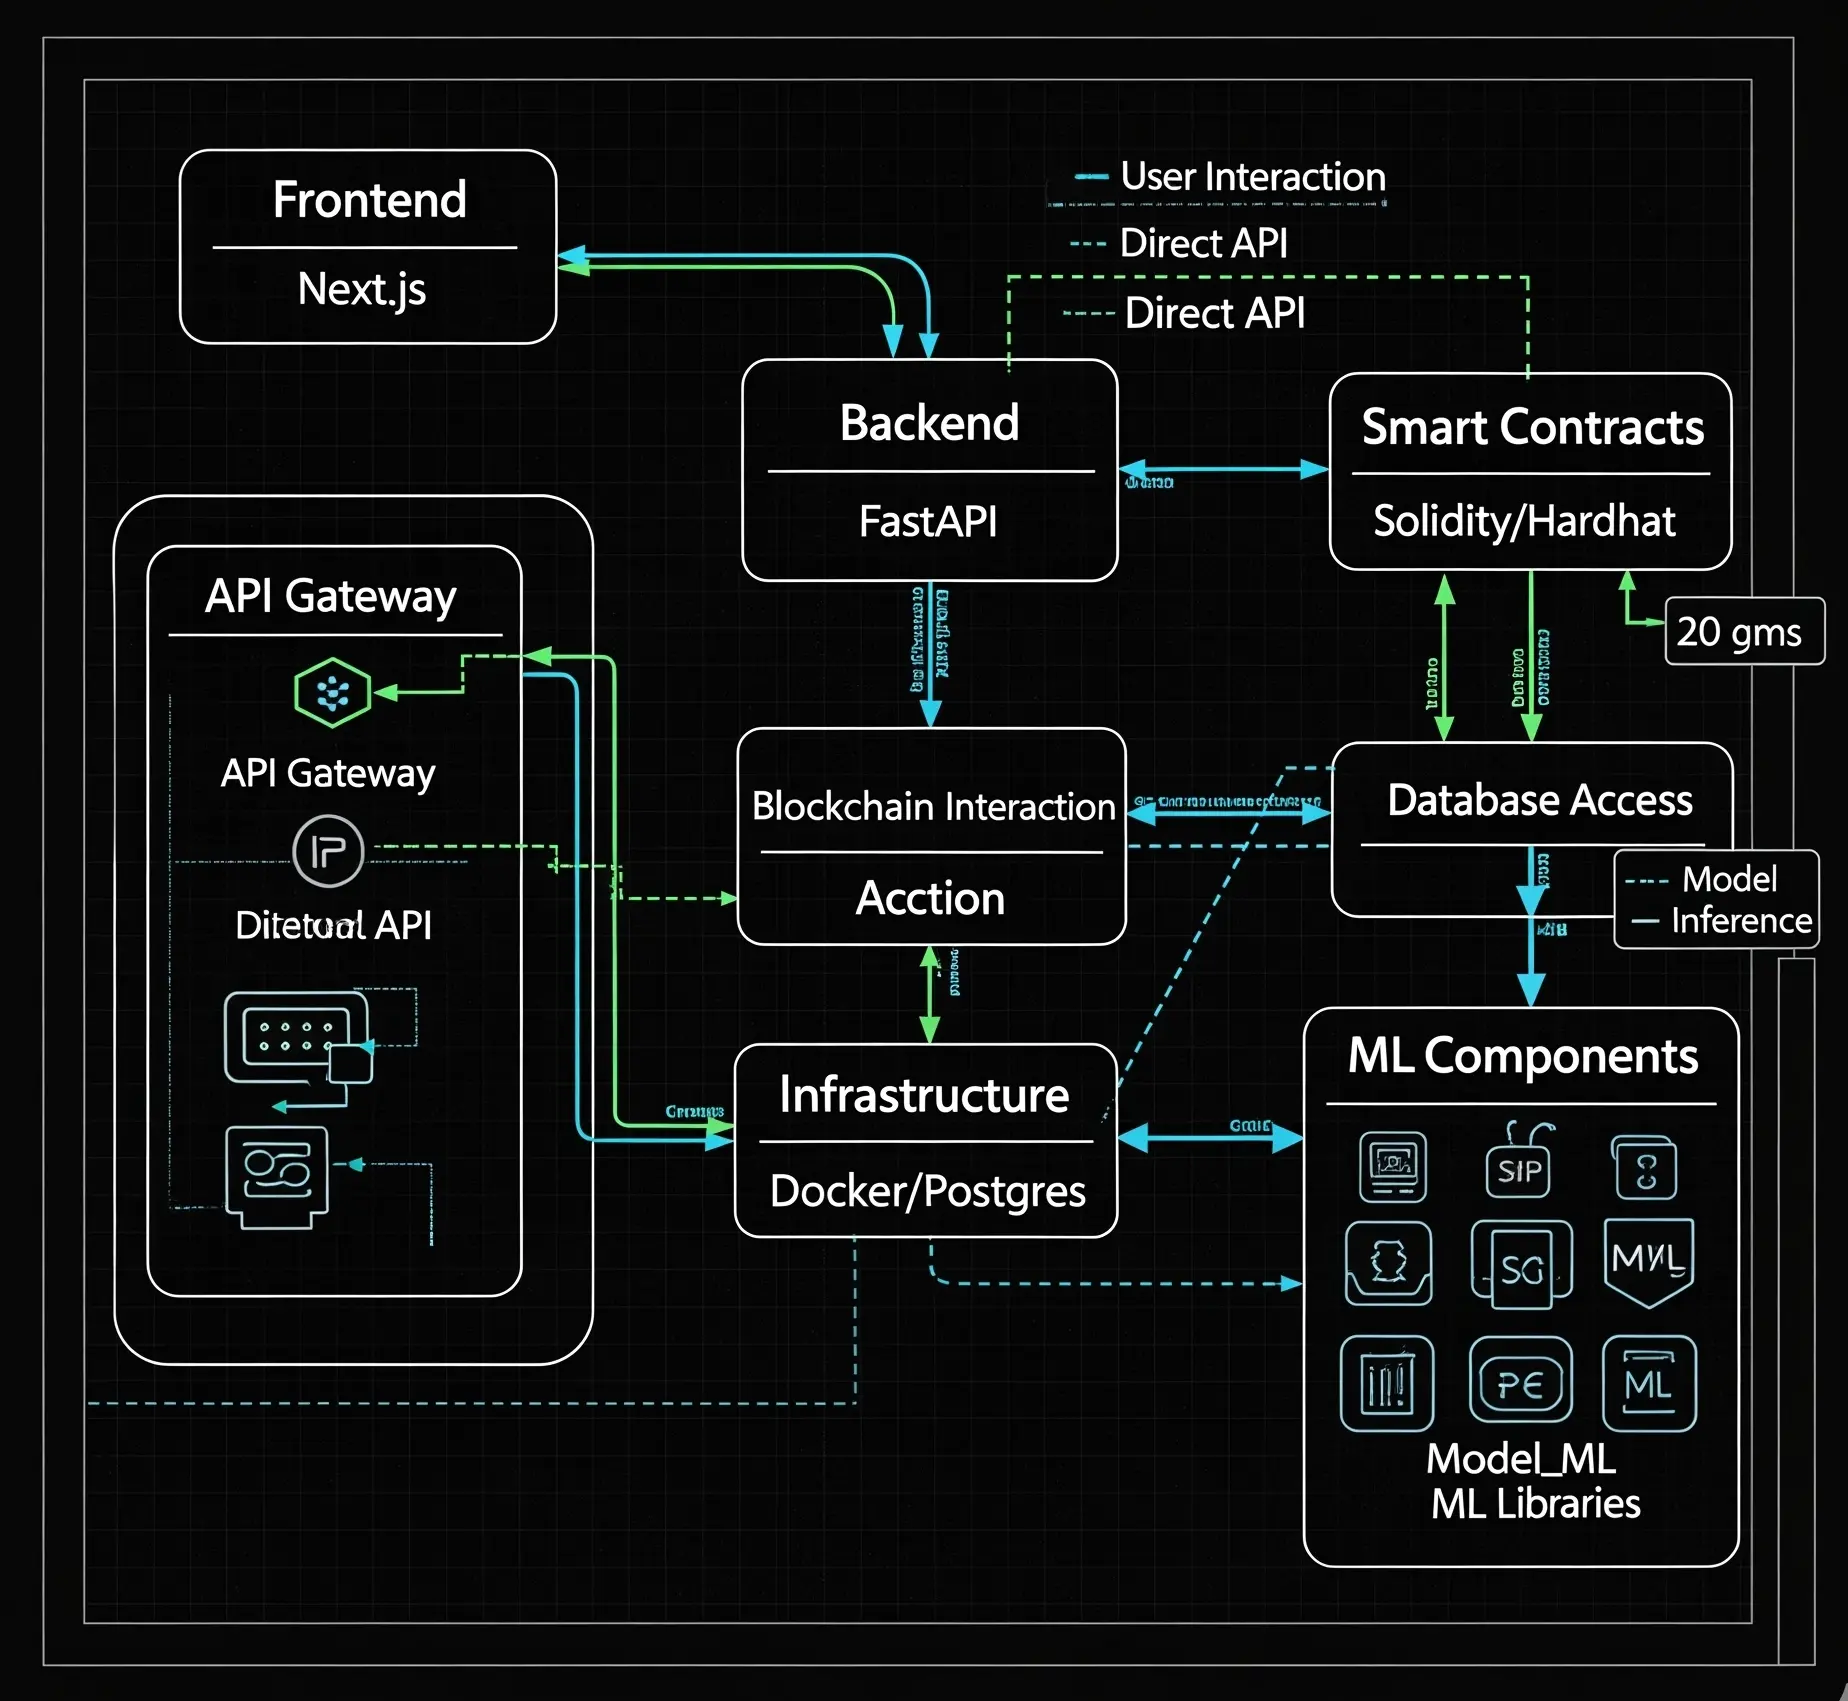 Frontend
Next.js
User Interaction
Direct API
Direct API
Backend
FastAPI
Smart Contracts
Solidity/Hardhat
20 gms
API Gateway
API Gateway
IP
API
Blockchain Interaction
Acction
Database Access
Model
Inference
Infrastructure
Docker/Postgres
ML Components
SIP
SG
PE
ML
Model_ML
ML Libraries